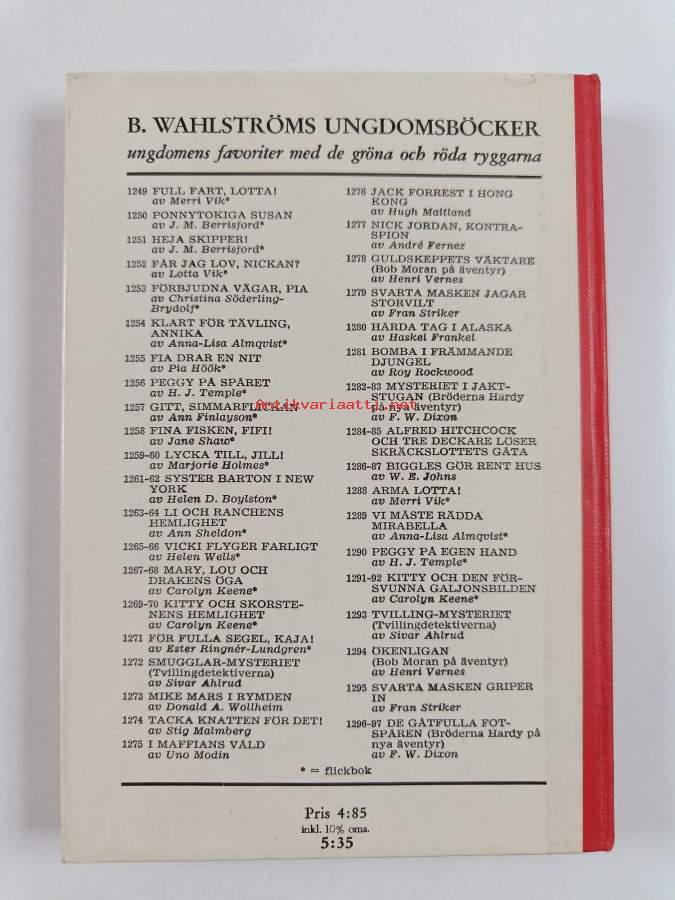 B. WAHLSTRÖMS UNGDOMSBÖCKER
ungdomens favoriter med de gröna och röda ryggarna
1249 FULL FART, LOTTA!
av Merri Vik*
1250 PONNYTOKIGA SUSAN
av J. M. Berrisford*
1251 HEJA SKIPPER!
av J. M. Berrisford*
1252 FÅR JAG LOV, NICKAN?
av Lotta Vik*
1253 FÖRBJUDNA VÄGAR, PIA
av Christina Söderling-
Brydolf*
1254 KLART FÖR TÄVLING,
ANNIKA
av Anna-Lisa Almqvist*
1255 FIA DRAR EN NIT
av Pia Höök*
1256 PEGGY PÅ SPÅRET
av H. J. Temple*
1257 GITT, SIMMARFLICKAN
av Ann Finlayson*
1258 FINA FISKEN, FIFI!
av Jane Shaw*
1259-60 LYCKA TILL, JILL!
av Marjorie Holmes*
1261-62 SYSTER BARTON I NEW
YORK
av Helen D. Boylston*
1263-64 LI OCH RANCHENS
HEMLIGHET
av Ann Sheldon*
1265-66 VICKI FLYGER FARLIGT
av Helen Wells*
1267-68 MARY, LOU OCH
DRAKENS ÖGA
av Carolyn Keene*
1269-70 KITTY OCH SKORSTE-
NENS HEMLIGHET
av Carolyn Keene*
1271 FÖR FULLA SEGEL, KAJA!
av Ester Ringnér-Lundgren*
1272 SMUGGLAR-MYSTERIET
(Tvillingdetektiverna)
av Sivar Ahlrud
1273 MIKE MARS I RYMDEN
av Donald A. Wollheim
1274 TACKA KNATTEN FÖR DET!
av Stig Malmberg
1275 I MAFFIANS VÅLD
av Uno Modin
1276 JACK FORREST I HONG
KONG
av Hugh Maitland
1277 NICK JORDAN, KONTRA-
SPION
av André Fernez
1278 GULDSKEPPETS VÄKTARE
(Bob Moran på äventyr)
av Henri Vernes
1279 SVARTA MASKEN JAGAR
STORVILT
av Fran Striker
1280 HÅRDA TAG I ALASKA
av Haskel Frankel
1281 BOMBA I FRÄMMANDE
DJUNGEL
av Roy Rockwood
1282-83 MYSTERIET I JAKT-
STUGAN (Bröderna Hardy
på nya äventyr)
av F. W. Dixon
1284-85 ALFRED HITCHCOCK
OCH TRE DECKARE LÖSER
SKRÄCKSLOTTETS GÅTA
1286-87 BIGGLES GÖR RENT HUS
av W. E. Johns
1288 ARMA LOTTA!
av Merri Vik*
1289 VI MÅSTE RÄDDA
MIRABELLA
av Anna-Lisa Almqvist*
1290 PEGGY PÅ EGEN HAND
av H. J. Temple*
1291-92 KITTY OCH DEN FÖR-
SVUNNA GALJONSBILDEN
av Carolyn Keene*
1293 TVILLING-MYSTERIET
(Tvillingdetektiverna)
av Sivar Ahlrud
1294 ÖKENLIGAN
(Bob Moran på äventyr)
av Henri Vernes
1295 SVARTA MASKEN GRIPER
IN
av Fran Striker
1296-97 DE GÅTFULLA FOT-
SPÅREN (Bröderna Hardy på
nya äventyr)
av F. W. Dixon
* = flickbok
Pris 4:85
inkl. 10% oms.
5:35